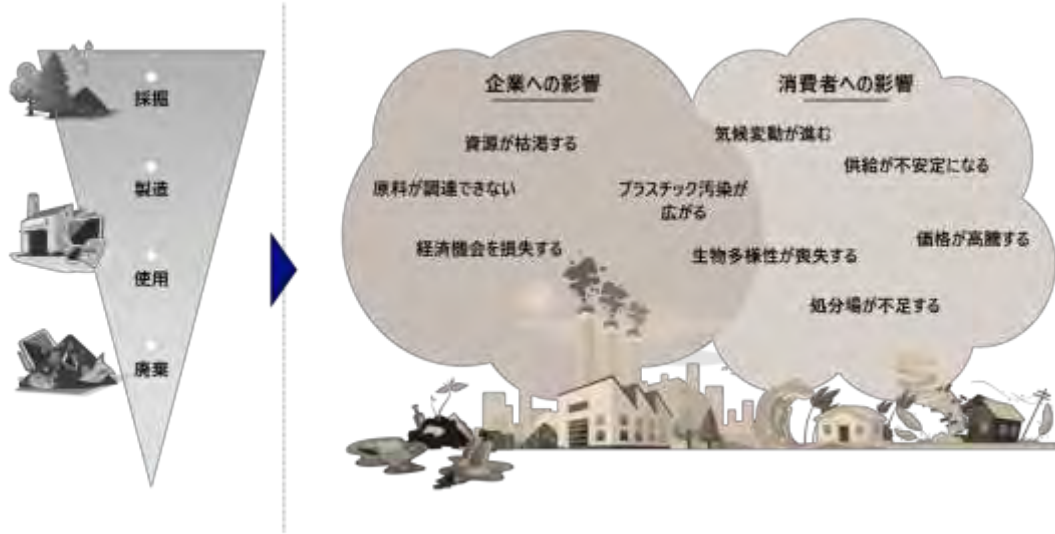 採掘
製造
使用
廃棄
企業への影響
資源が枯渇する
原料が調達できない
経済機会を損失する
プラスチック汚染が
広がる
生物多様性が喪失する
消費者への影響
気候変動が進む
供給が不安定になる
価格が高騰する
処分場が不足する